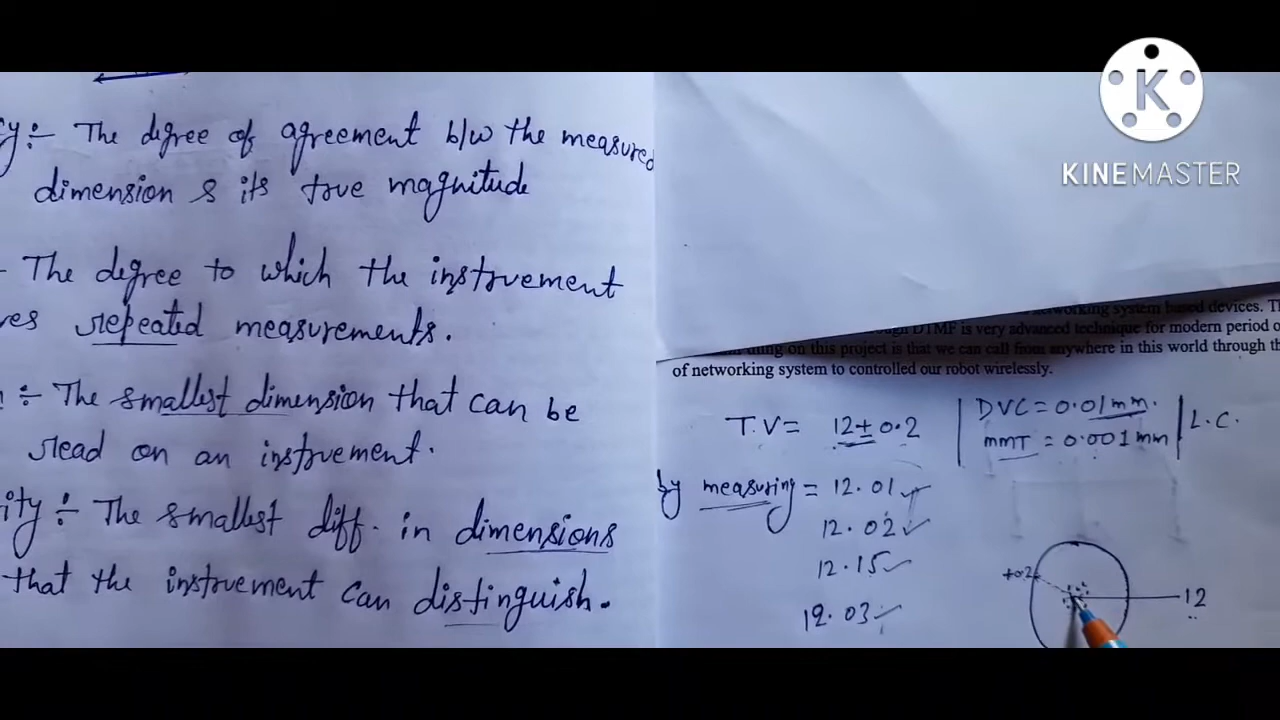 cy:- The degree of agreement b/w the measured
dimension & its true magnitude
- The degree to which the instrument
ves repeated measurements.
n :- The smallest dimension that can be
read on an instrument.
ity :- The smallest diff. in dimensions
that the instrument can distinguish.
K
KINEMASTER
networking system based devices. T
DTMF is very advanced technique for modern period o
thing on this project is that we can call from anywhere in this world through th
of networking system to controlled our robot wirelessly.
T.V = 12 ± 0.2
DVC = 0.01 mm.
mmT = 0.001 mm
L.C.
by measuring = 12.01 ✓
12.02 ✓
12.15 ✓
12.03 ✓
+0.2
12